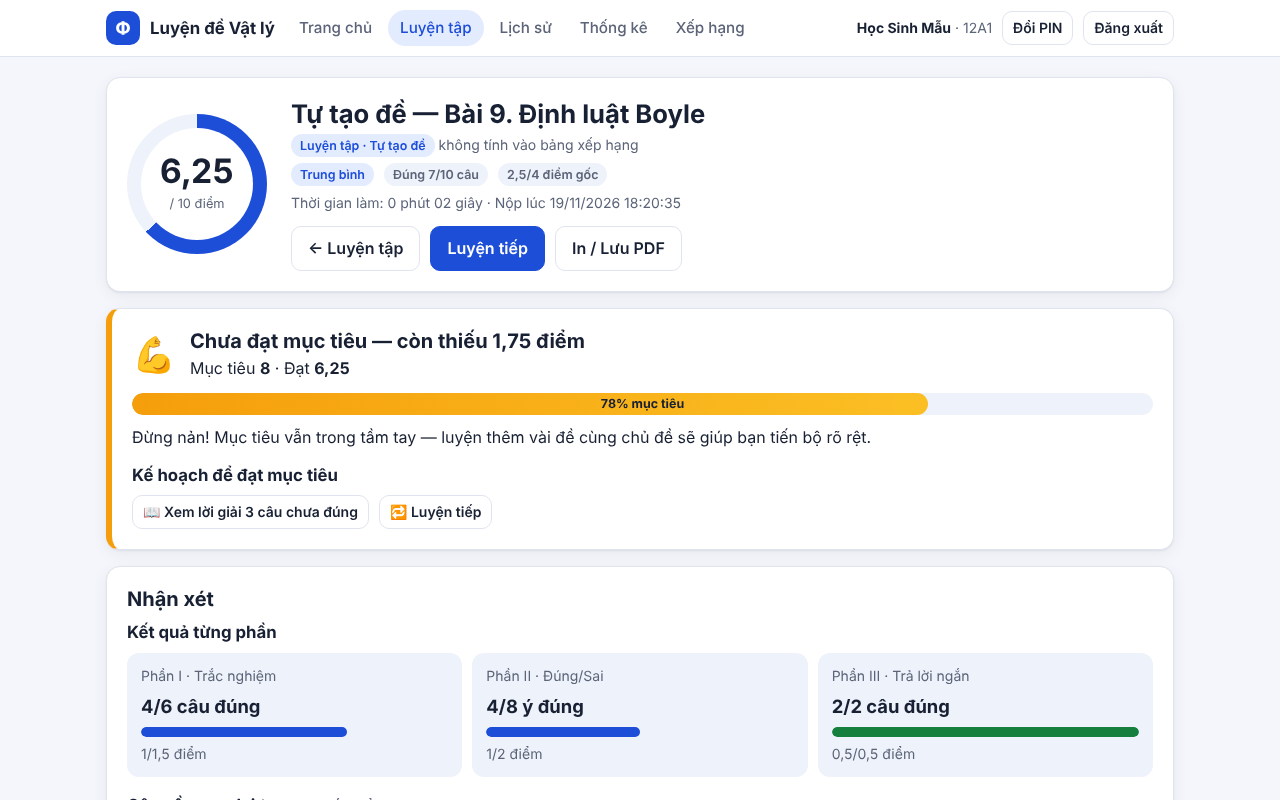 Φ Luyện đề Vật lý Trang chủ Luyện tập Lịch sử Thống kê Xếp hạng Học Sinh Mẫu · 12A1 Đổi PIN Đăng xuất
Tự tạo đề — Bài 9. Định luật Boyle
Luyện tập · Tự tạo đề không tính vào bảng xếp hạng
6,25
/ 10 điểm
Trung bình Đúng 7/10 câu 2,5/4 điểm gốc
Thời gian làm: 0 phút 02 giây · Nộp lúc 19/11/2026 18:20:35
← Luyện tập Luyện tiếp In / Lưu PDF
Chưa đạt mục tiêu — còn thiếu 1,75 điểm
Mục tiêu 8 · Đạt 6,25
78% mục tiêu
Đừng nản! Mục tiêu vẫn trong tầm tay — luyện thêm vài đề cùng chủ đề sẽ giúp bạn tiến bộ rõ rệt.
Kế hoạch để đạt mục tiêu
Xem lời giải 3 câu chưa đúng Luyện tiếp
Nhận xét
Kết quả từng phần
Phần I · Trắc nghiệm
4/6 câu đúng
1/1,5 điểm
Phần II · Đúng/Sai
4/8 ý đúng
1/2 điểm
Phần III · Trả lời ngắn
2/2 câu đúng
0,5/0,5 điểm